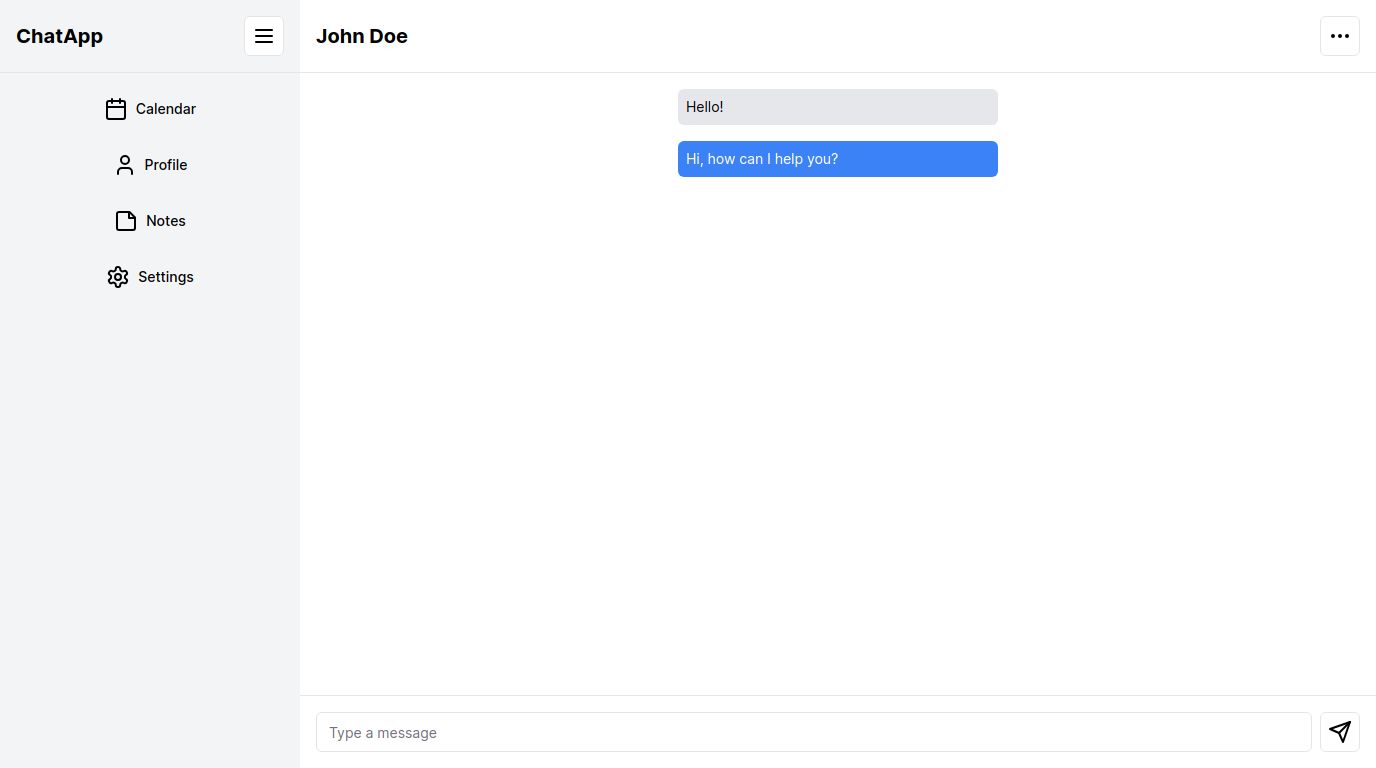 ChatApp
Calendar
Profile
Notes
Settings
John Doe
Hello!
Hi, how can I help you?
Type a message